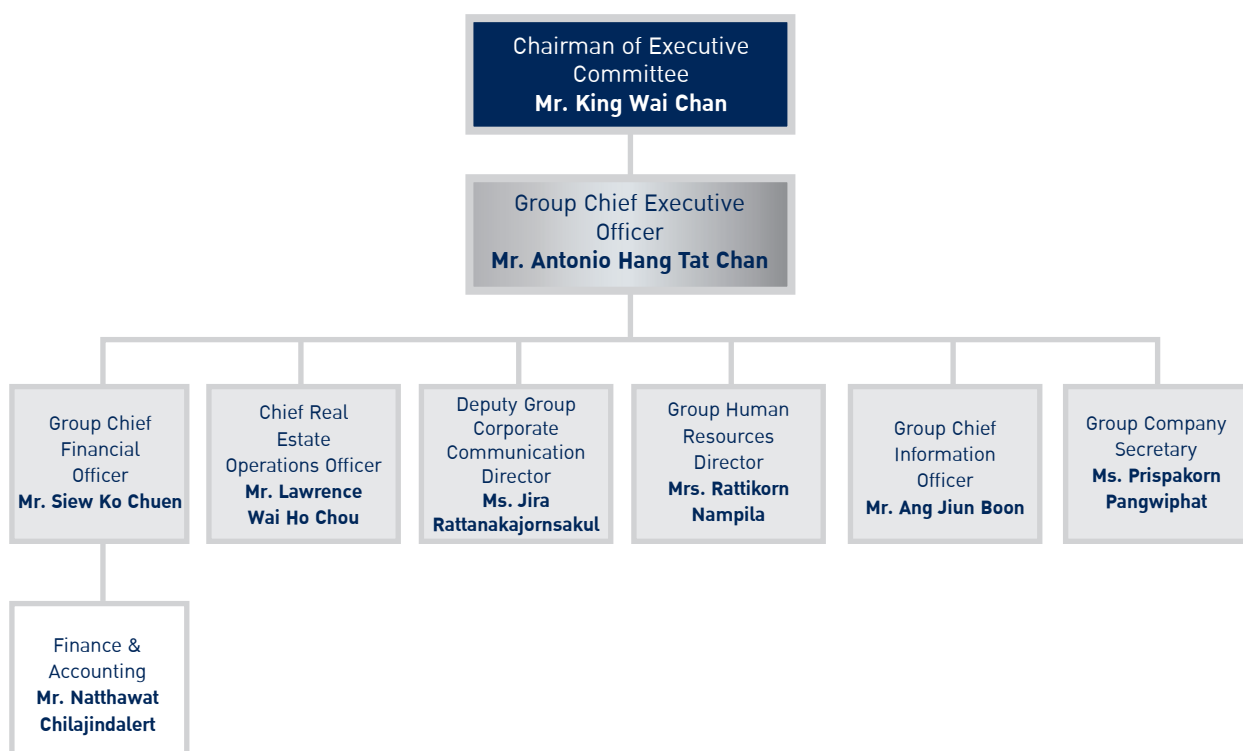 Chairman of Executive
Committee
Mr. King Wai Chan
Group Chief Executive
Officer
Mr. Antonio Hang Tat Chan
Group Chief
Financial
Officer
Mr. Siew Ko Chuen
Chief Real
Estate
Operations Officer
Mr. Lawrence
Wai Ho Chou
Deputy Group
Corporate
Communication
Director
Ms. Jira
Rattanakajornsakul
Group Human
Resources
Director
Mrs. Rattikorn
Nampila
Group Chief
Information
Officer
Mr. Ang Jiun Boon
Group Company
Secretary
Ms. Prispakorn
Pangwiphat
Finance &
Accounting
Mr. Natthawat
Chilajindalert